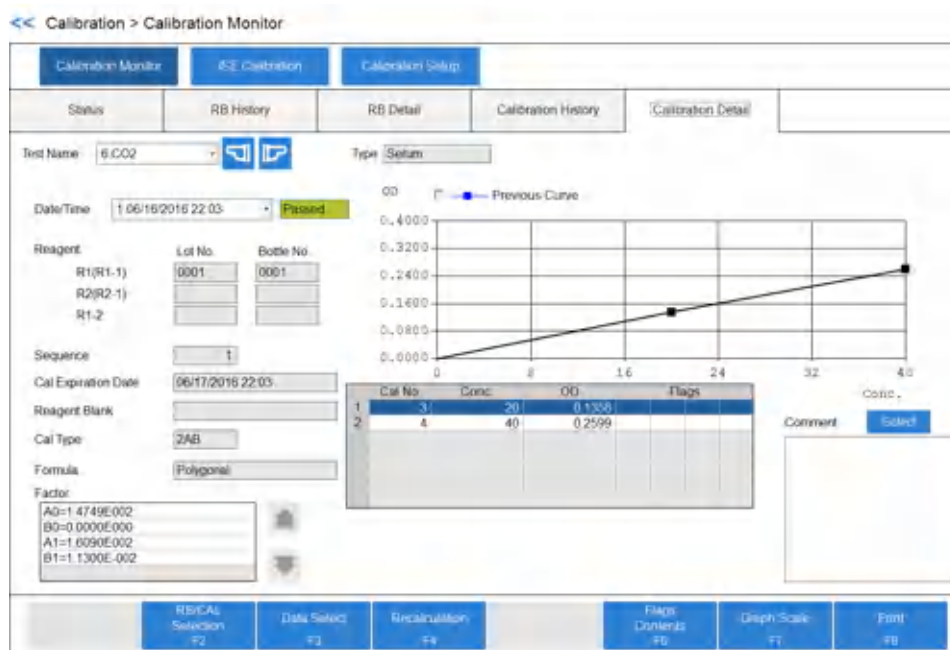 << Calibration > Calibration Monitor
Calibration Monitor ISE Calibration Calibration Setup
Status RB History RB Detail Calibration History Calibration Detail
Test Name 6.CO2 Type Serum
OD Previous Curve
Date/Time 1 06/16/2016 22:03 Passed
0.4000
0.3200
0.2400
0.1600
0.0800
0.0000
0 8 16 24 32 40
Conc.
Reagent Lot No. Bottle No.
R1(R1-1) 0001 0001
R2(R2-1)
R1-2
Sequence 1
Cal Expiration Date 06/17/2016 22:03
Reagent Blank
Cal Type 2AB
Formula Polygonal
Factor
A0=1.4749E002
B0=0.0000E000
A1=1.6090E002
B1=1.1300E-002
Cal No. Conc. OD Flags
1 3 20 0.1356
2 4 40 0.2599
Comment Select
RB/CAL Selection F2
Data Select F3
Recalculation F4
Flags Contents F6
Graph Scale F7
Print F8